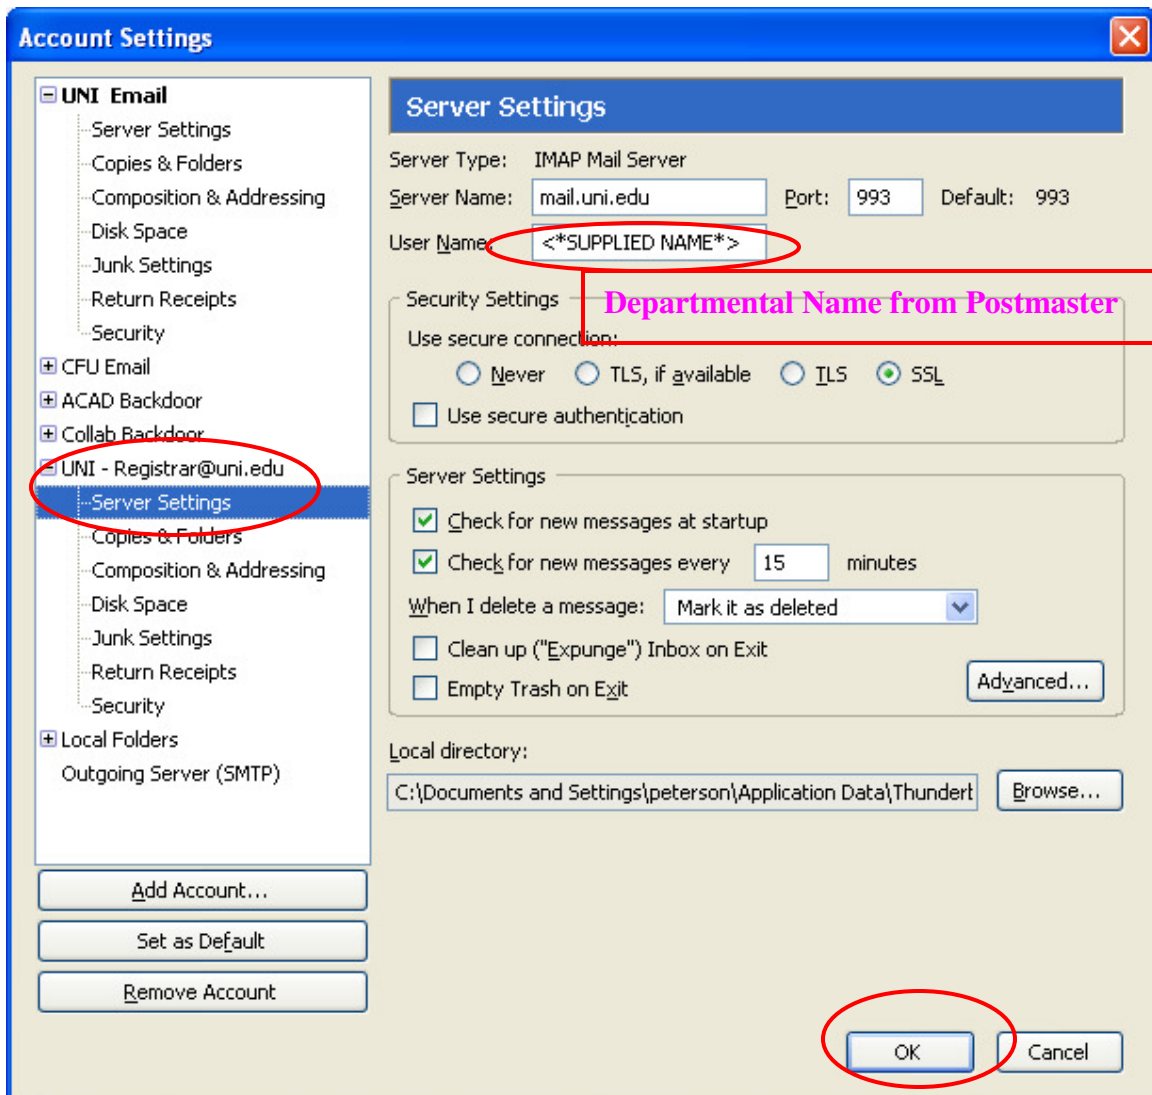 Account Settings
UNI Email
Server Settings
Copies & Folders
Composition & Addressing
Disk Space
Junk Settings
Return Receipts
Security
CFU Email
ACAD Backdoor
Collab Backdoor
UNI - Registrar@uni.edu
Server Settings
Copies & Folders
Composition & Addressing
Disk Space
Junk Settings
Return Receipts
Security
Local Folders
Outgoing Server (SMTP)
Add Account...
Set as Default
Remove Account
Server Settings
Server Type: IMAP Mail Server
Server Name: mail.uni.edu Port: 993 Default: 993
User Name: <*SUPPLIED NAME*>
Departmental Name from Postmaster
Security Settings
Use secure connection:
Never TLS, if available TLS SSL
Use secure authentication
Server Settings
Check for new messages at startup
Check for new messages every 15 minutes
When I delete a message: Mark it as deleted
Clean up ("Expunge") Inbox on Exit
Empty Trash on Exit
Advanced...
Local directory:
C:\Documents and Settings\peterson\Application Data\Thundert Browse...
OK Cancel